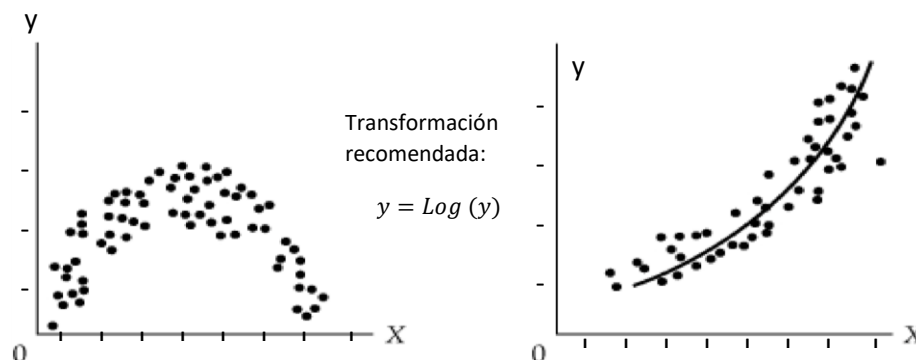 y
y
Transformación
recomendada:
y = Log (y)
X
X
0
0